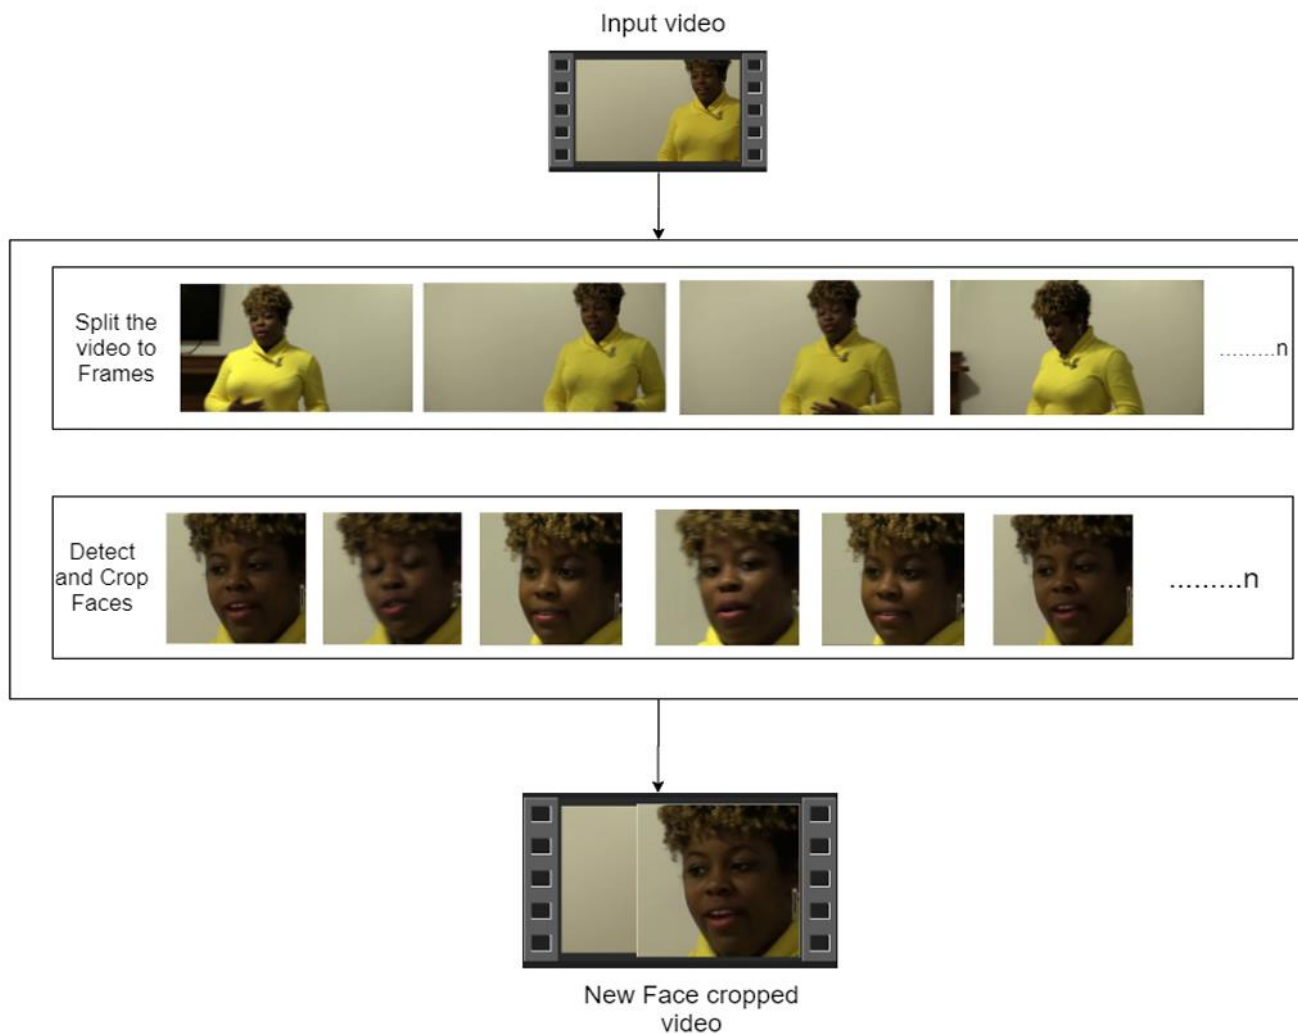 Input video
Split the
video to
Frames
.........n
Detect
and Crop
Faces
.........n
New Face cropped
video